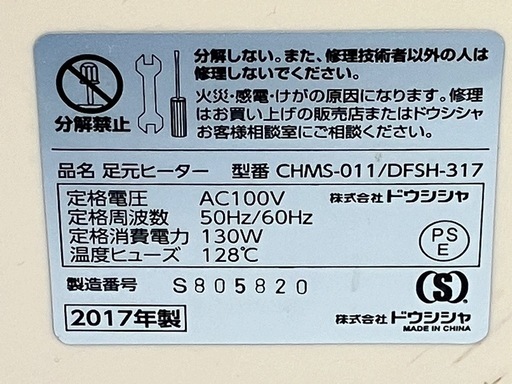 分解しない。また、修理技術者以外の人は
修理しないでください。
火災・感電・けがの原因になります。修理
はお買い上げの販売店またはドウシシャ
お客様相談室にご相談ください。
分解禁止
品名 足元ヒーター 型番 CHMS-011/DFSH-317
定格電圧 AC100V
定格周波数 50Hz/60Hz
定格消費電力 130W
温度ヒューズ 128℃
株式会社ドウシシャ
PS
E
製造番号 S805820
2017年製
S
株式会社ドウシシャ
MADE IN CHINA